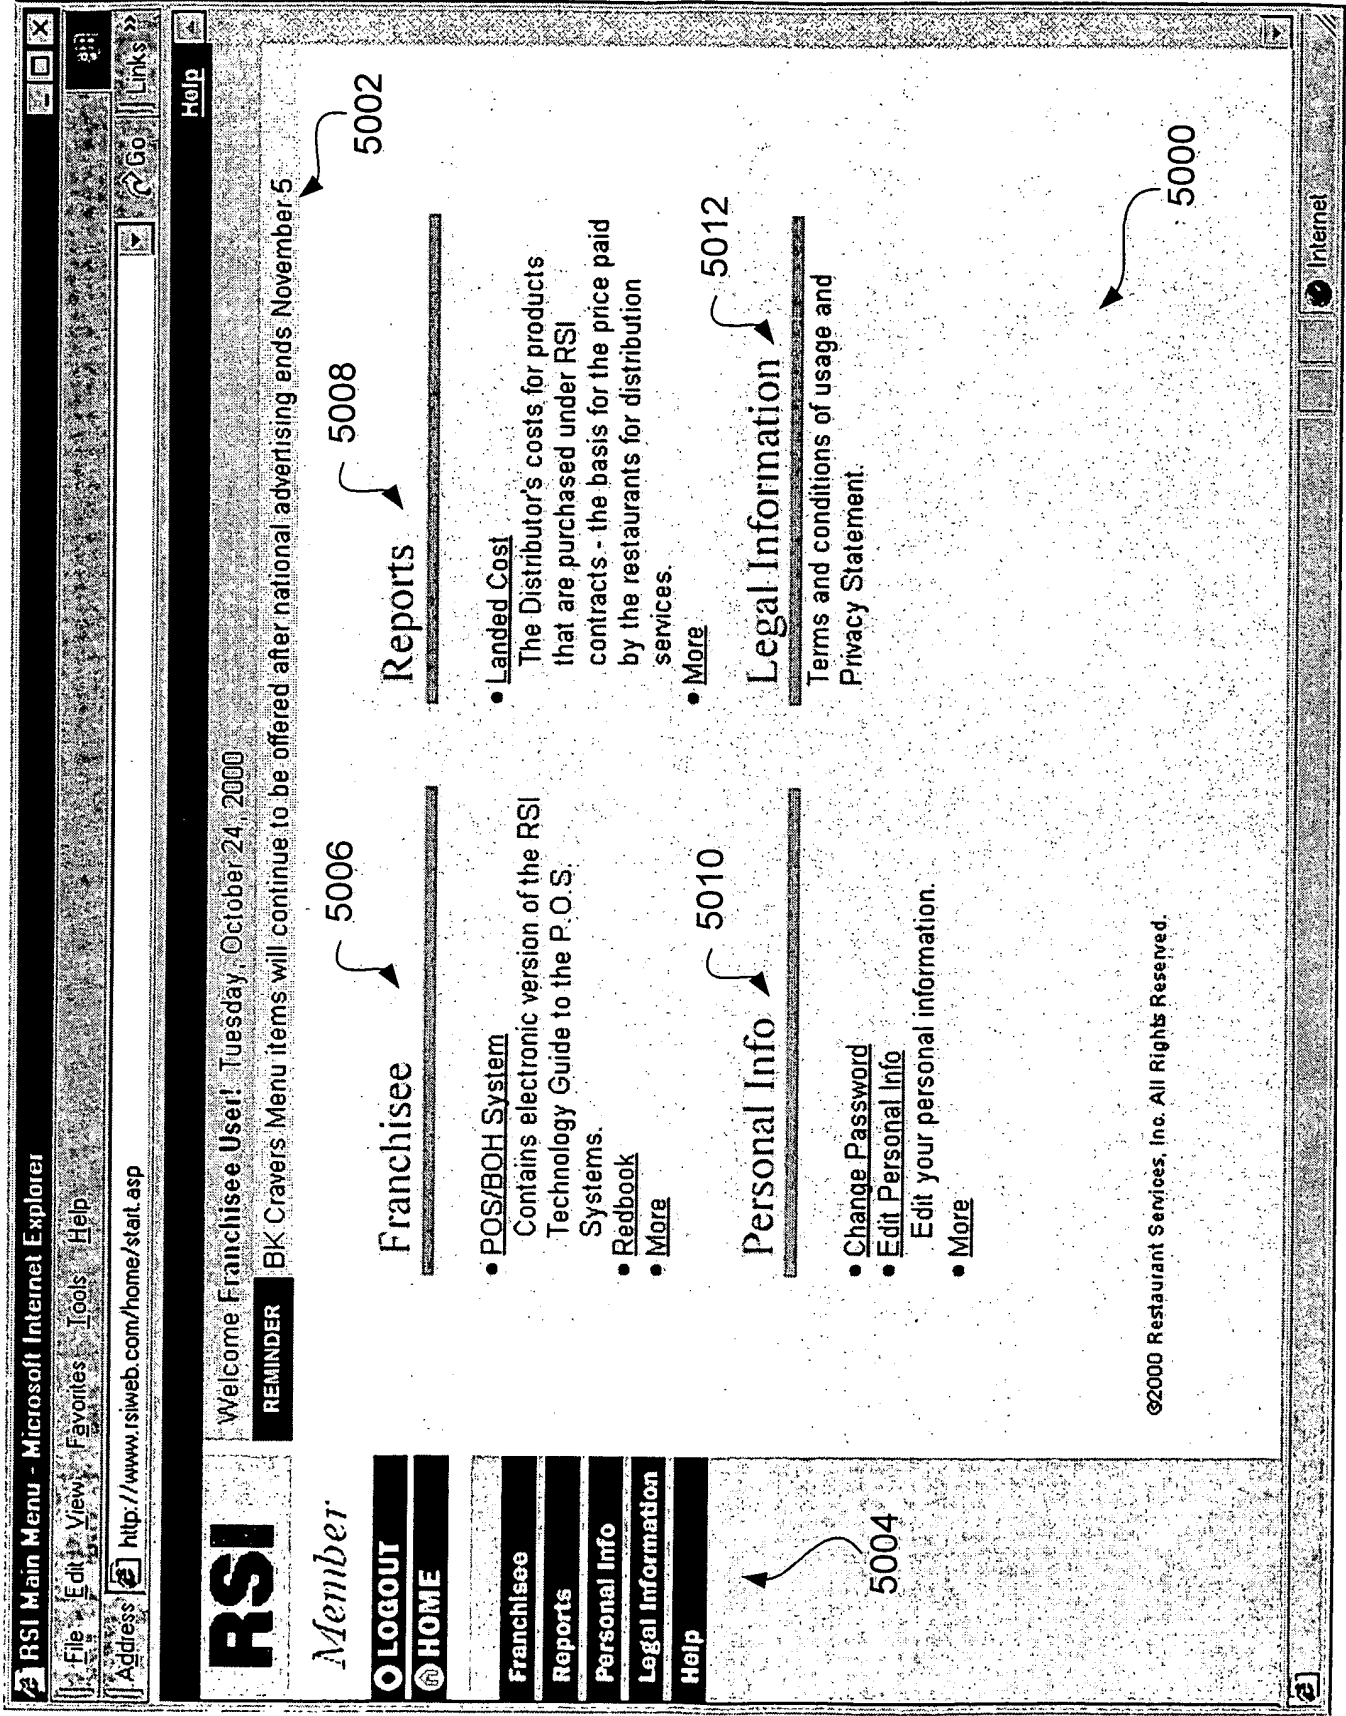 RSI Main Menu - Microsoft Internet Explorer
File Edit View Favorites Tools Help
Address http://www.rsiweb.com/home/start.asp Go Links »
Help
RSI
Welcome Franchisee User! Tuesday, October 24, 2000
REMINDER BK Cravers Menu items will continue to be offered after national advertising ends November 5
5002
Member
LOGOUT
HOME
Franchisee
Reports
Personal Info
Legal Information
Help
5004
5006
Franchisee
• POS/BOH System
Contains electronic version of the RSI
Technology Guide to the P.O.S.
Systems.
• Redbook
• More
5008
Reports
• Landed Cost
The Distributor's costs for products
that are purchased under RSI
contracts - the basis for the price paid
by the restaurants for distribution
services.
• More
5010
Personal Info
• Change Password
• Edit Personal Info
Edit your personal information.
• More
5012
Legal Information
Terms and conditions of usage and
Privacy Statement.
5000
©2000 Restaurant Services, Inc. All Rights Reserved.
Internet